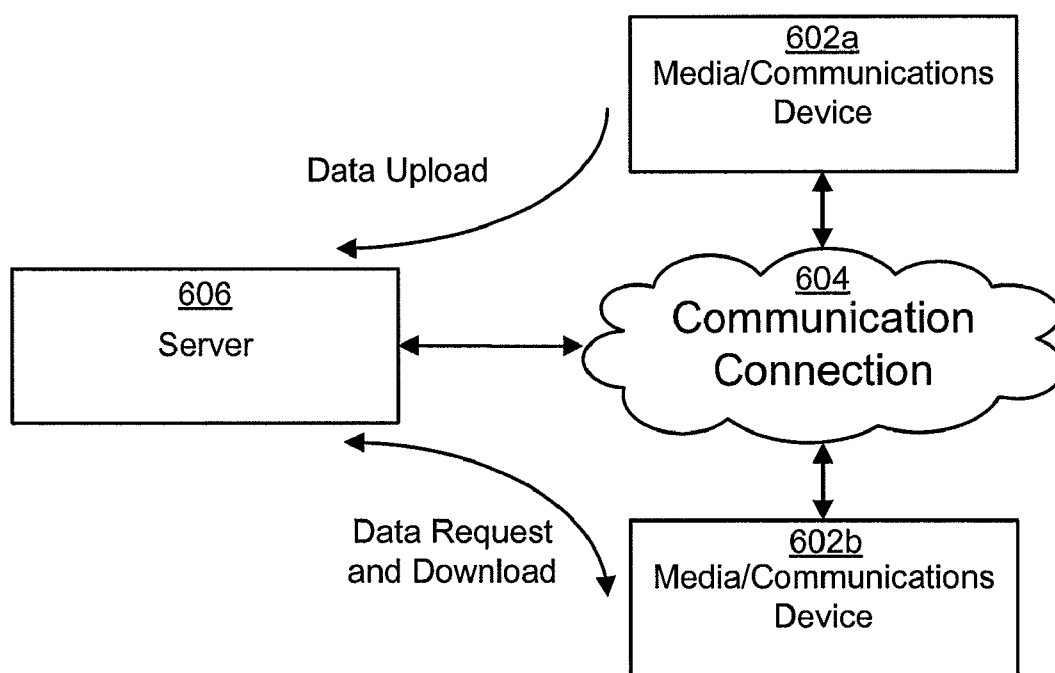 602a
Media/Communications
Device
Data Upload
606
Server
604
Communication
Connection
Data Request
and Download
602b
Media/Communications
Device